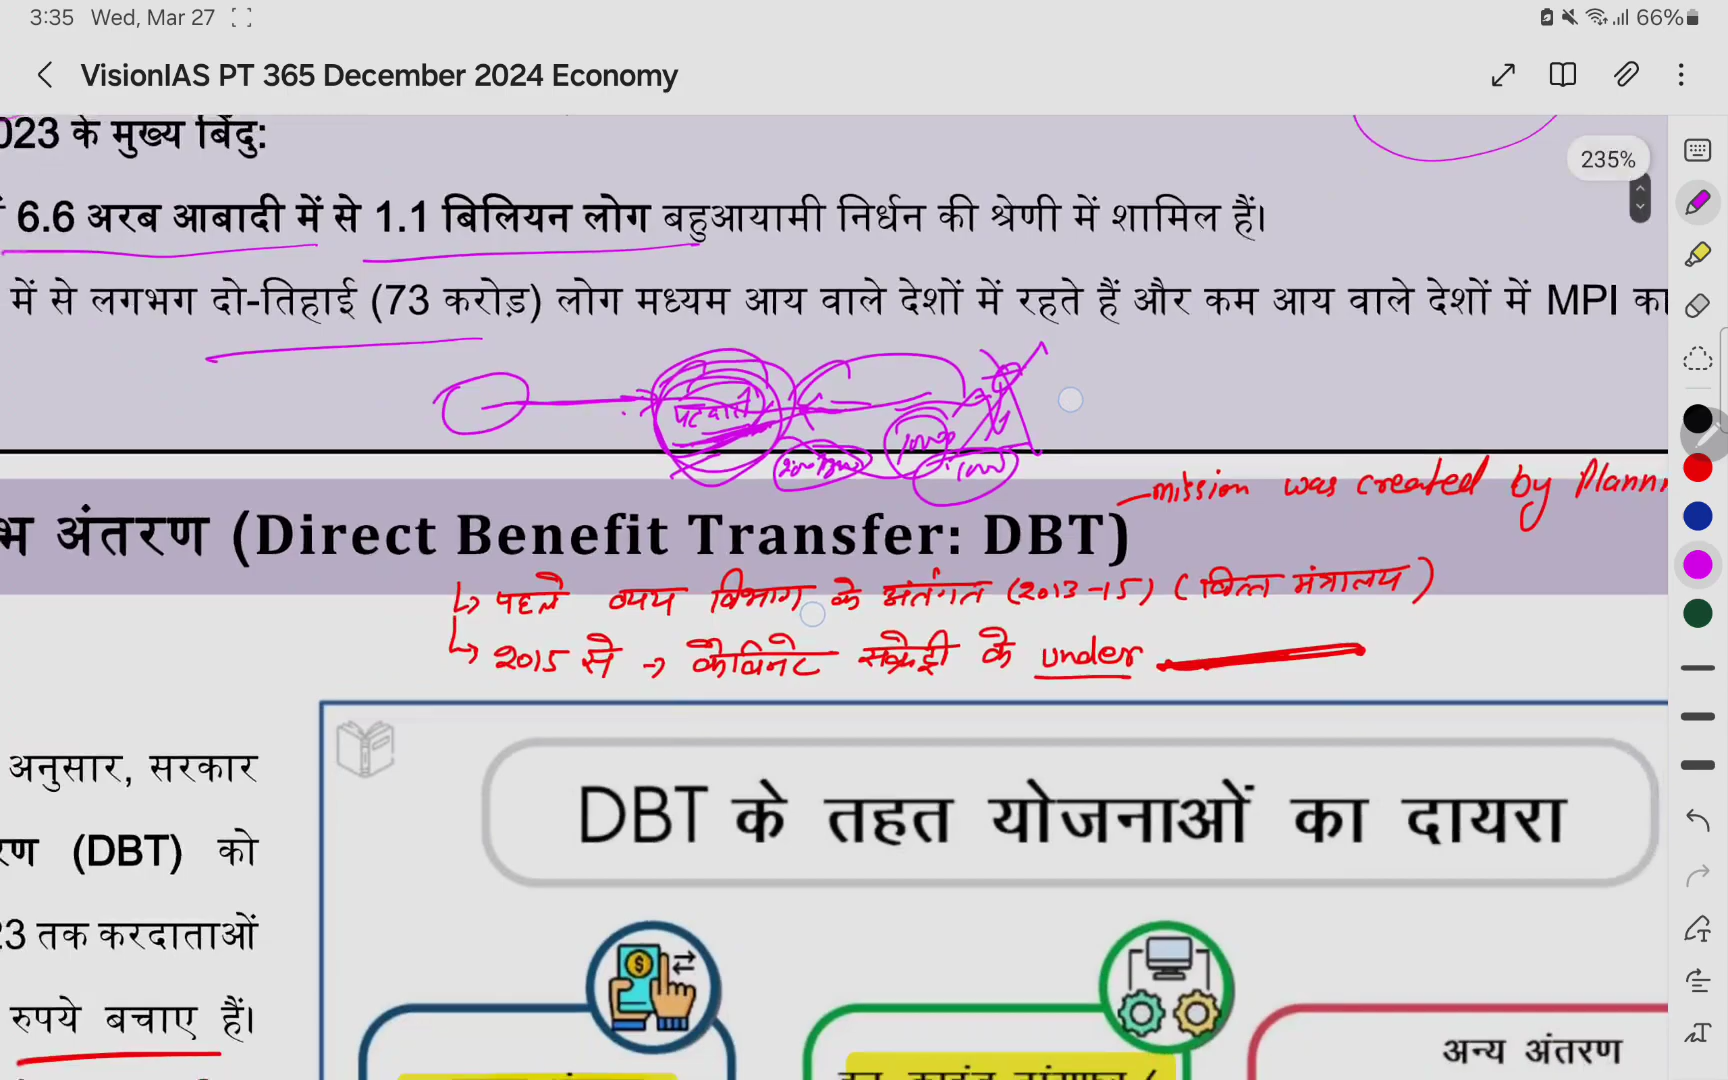 3:35 Wed, Mar 27
66%
VisionIAS PT 365 December 2024 Economy
023 के मुख्य बिंदु:
235%
6.6 अरब आबादी में से 1.1 बिलियन लोग बहुआयामी निर्धन की श्रेणी में शामिल हैं।
में से लगभग दो-तिहाई (73 करोड़) लोग मध्यम आय वाले देशों में रहते हैं और कम आय वाले देशों में MPI का
पटवारी
mission was created by Plann
भ अंतरण (Direct Benefit Transfer: DBT)
↳ पहले व्यय विभाग के अंतर्गत (2013-15) (वित्त मंत्रालय)
↳ 2015 से → कैबिनेट सक्रेट्री के under
अनुसार, सरकार
रण (DBT) को
23 तक करदाताओं
रुपये बचाए हैं।
DBT के तहत योजनाओं का दायरा
अन्य अंतरण